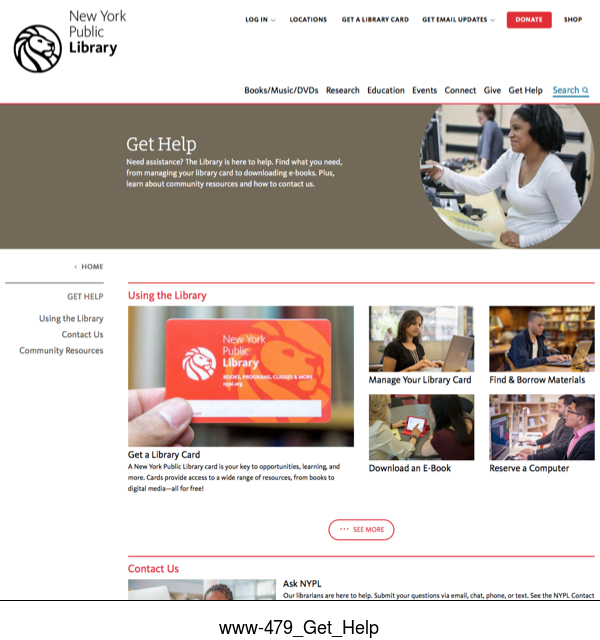 New York
Public
Library
LOG IN
LOCATIONS
GET A LIBRARY CARD
GET EMAIL UPDATES
DONATE
SHOP
Books/Music/DVDs Research Education Events Connect Give Get Help Search
Get Help
Need assistance? The Library is here to help. Find what you need,
from managing your library card to downloading e-books. Plus,
learn about community resources and how to contact us.
‹ HOME
GET HELP
Using the Library
Contact Us
Community Resources
Using the Library
New York
Public
Library
BOOKS, PROGRAMS, CLASSES & MORE
nypl.org
Get a Library Card
A New York Public Library card is your key to opportunities, learning, and
more. Cards provide access to a wide range of resources, from books to
digital media—all for free!
Manage Your Library Card
Find & Borrow Materials
Download an E-Book
Reserve a Computer
··· SEE MORE
Contact Us
Ask NYPL
Our librarians are here to help. Submit your questions via email, chat, phone, or text. See the NYPL Contact
www-479_Get_Help